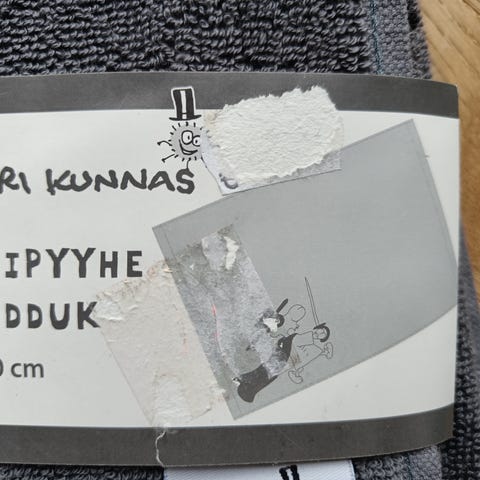 RI KUNNAS
IPYYHE
DDUK
0 cm